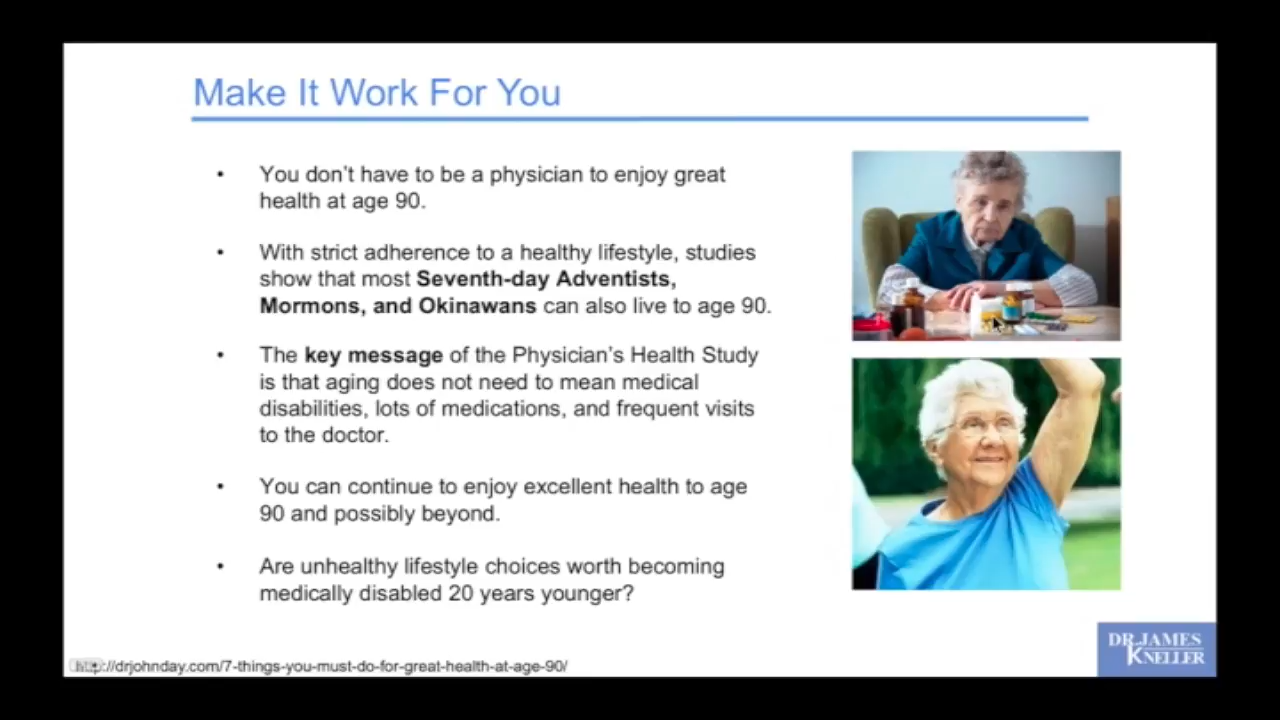 Make It Work For You
• You don't have to be a physician to enjoy great
health at age 90.
• With strict adherence to a healthy lifestyle, studies
show that most Seventh-day Adventists,
Mormons, and Okinawans can also live to age 90.
• The key message of the Physician's Health Study
is that aging does not need to mean medical
disabilities, lots of medications, and frequent visits
to the doctor.
• You can continue to enjoy excellent health to age
90 and possibly beyond.
• Are unhealthy lifestyle choices worth becoming
medically disabled 20 years younger?
http://drjohnday.com/7-things-you-must-do-for-great-health-at-age-90/
DR.JAMES
KNELLER